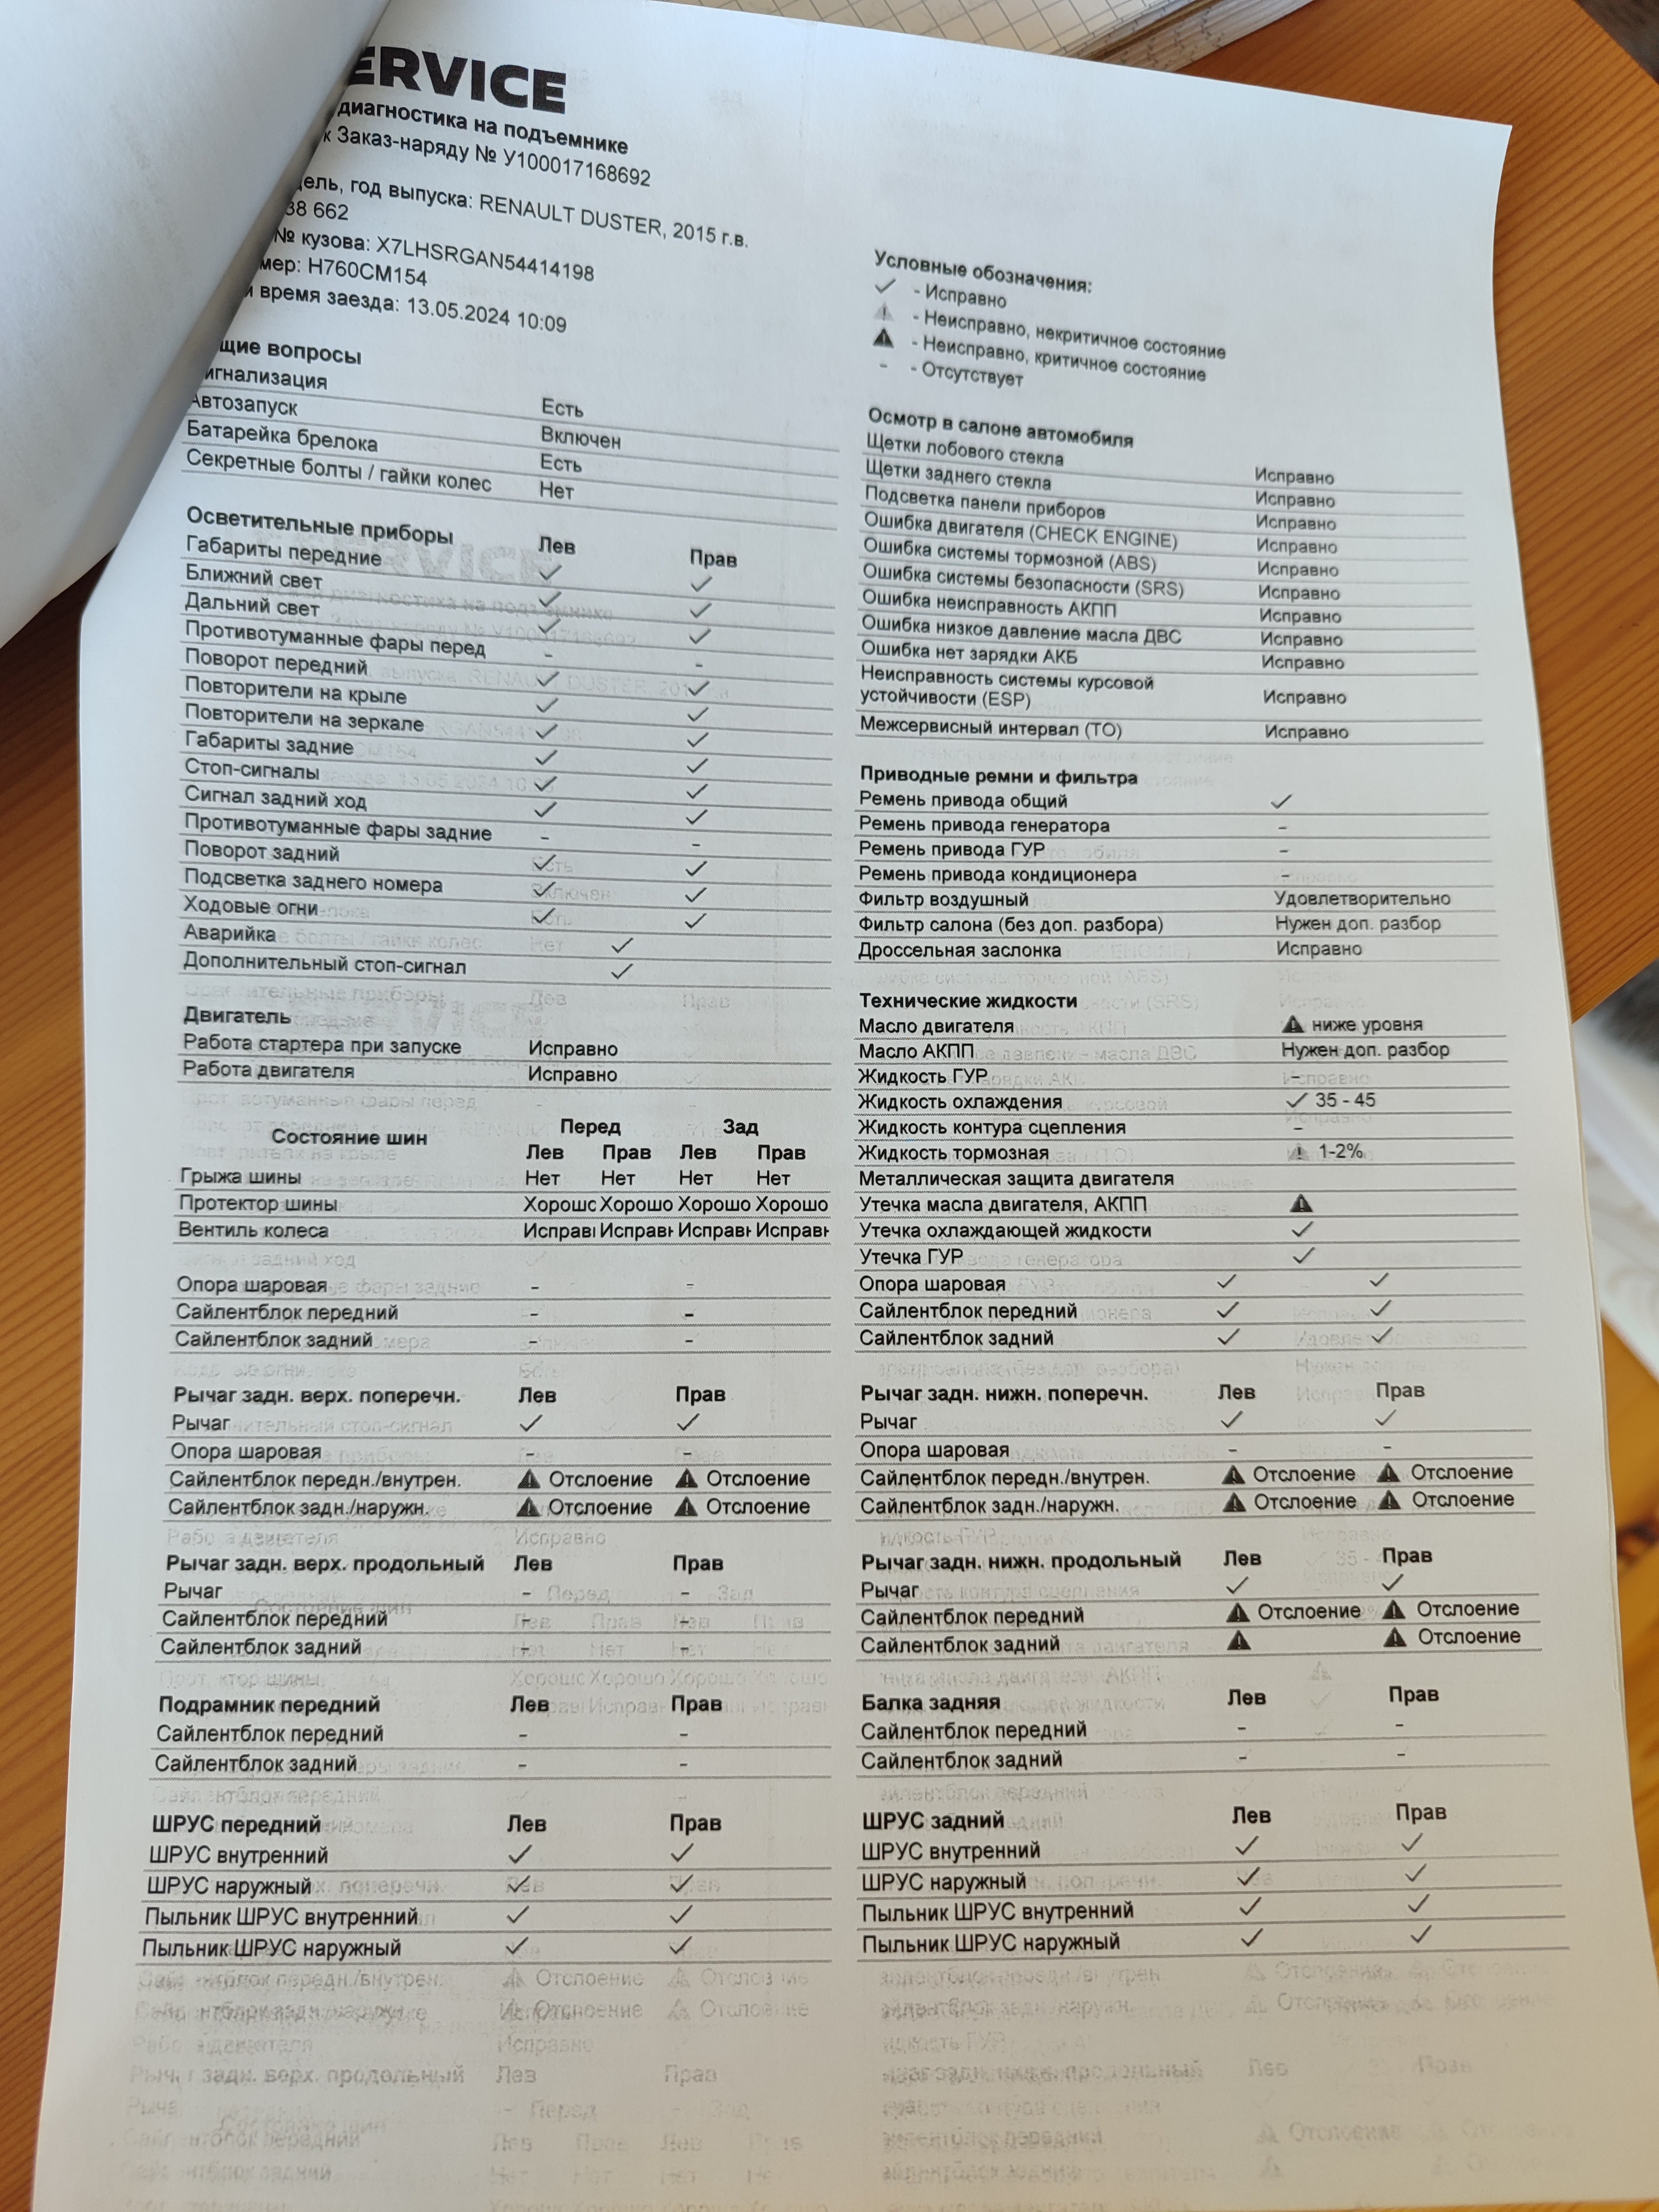 ERVICE
диагностика на подъемнике
к Заказ-наряду № У100017168692
дель, год выпуска: RENAULT DUSTER, 2015 г.в.
38 662
№ кузова: X7LHSRGAN54414198
мер: Н760СМ154
и время заезда: 13.05.2024 10:09
щие вопросы
игнализация Есть
Автозапуск Включен
Батарейка брелока Есть
Секретные болты / гайки колес Нет
Осветительные приборы Лев Прав
Габариты передние ✓ ✓
Ближний свет ✓ ✓
Дальний свет ✓ ✓
Противотуманные фары перед - -
Поворот передний ✓ ✓
Повторители на крыле ✓ ✓
Повторители на зеркале ✓ ✓
Габариты задние ✓ ✓
Стоп-сигналы ✓ ✓
Сигнал задний ход ✓ ✓
Противотуманные фары задние - -
Поворот задний ✓ ✓
Подсветка заднего номера ✓ ✓
Ходовые огни ✓ ✓
Аварийка ✓
Дополнительный стоп-сигнал ✓
Двигатель
Работа стартера при запуске Исправно
Работа двигателя Исправно
Состояние шин Перед Зад
Лев Прав Лев Прав
Грыжа шины Нет Нет Нет Нет
Протектор шины Хорошс Хорошо Хорошо Хорошо
Вентиль колеса Исправ Исправ Исправ Исправ
Опора шаровая - -
Сайлентблок передний - -
Сайлентблок задний - -
Рычаг задн. верх. поперечн. Лев Прав
Рычаг ✓ ✓
Опора шаровая - -
Сайлентблок передн./внутрен. ⚠ Отслоение ⚠ Отслоение
Сайлентблок задн./наружн. ⚠ Отслоение ⚠ Отслоение
Рычаг задн. верх. продольный Лев Прав
Рычаг - -
Сайлентблок передний - -
Сайлентблок задний - -
Подрамник передний Лев Прав
Сайлентблок передний - -
Сайлентблок задний - -
ШРУС передний Лев Прав
ШРУС внутренний ✓ ✓
ШРУС наружный ✓ ✓
Пыльник ШРУС внутренний ✓ ✓
Пыльник ШРУС наружный ✓ ✓
Условные обозначения:
✓ - Исправно
⚠ - Неисправно, некритичное состояние
⚠ - Неисправно, критичное состояние
- - Отсутствует
Осмотр в салоне автомобиля
Щетки лобового стекла Исправно
Щетки заднего стекла Исправно
Подсветка панели приборов Исправно
Ошибка двигателя (CHECK ENGINE) Исправно
Ошибка системы тормозной (ABS) Исправно
Ошибка системы безопасности (SRS) Исправно
Ошибка неисправность АКПП Исправно
Ошибка низкое давление масла ДВС Исправно
Ошибка нет зарядки АКБ Исправно
Неисправность системы курсовой
устойчивости (ESP) Исправно
Межсервисный интервал (ТО) Исправно
Приводные ремни и фильтра
Ремень привода общий ✓
Ремень привода генератора -
Ремень привода ГУР -
Ремень привода кондиционера -
Фильтр воздушный Удовлетворительно
Фильтр салона (без доп. разбора) Нужен доп. разбор
Дроссельная заслонка Исправно
Технические жидкости
Масло двигателя ⚠ ниже уровня
Масло АКПП Нужен доп. разбор
Жидкость ГУР -
Жидкость охлаждения ✓ 35 - 45
Жидкость контура сцепления -
Жидкость тормозная ⚠ 1-2%
Металлическая защита двигателя
Утечка масла двигателя, АКПП ⚠
Утечка охлаждающей жидкости ✓
Утечка ГУР ✓
Опора шаровая ✓ ✓
Сайлентблок передний ✓ ✓
Сайлентблок задний ✓ ✓
Рычаг задн. нижн. поперечн. Лев Прав
Рычаг ✓ ✓
Опора шаровая - -
Сайлентблок передн./внутрен. ⚠ Отслоение ⚠ Отслоение
Сайлентблок задн./наружн. ⚠ Отслоение ⚠ Отслоение
Рычаг задн. нижн. продольный Лев Прав
Рычаг ✓ ✓
Сайлентблок передний ⚠ Отслоение ⚠ Отслоение
Сайлентблок задний ⚠ ⚠ Отслоение
Балка задняя Лев Прав
Сайлентблок передний - -
Сайлентблок задний - -
ШРУС задний Лев Прав
ШРУС внутренний ✓ ✓
ШРУС наружный ✓ ✓
Пыльник ШРУС внутренний ✓ ✓
Пыльник ШРУС наружный ✓ ✓